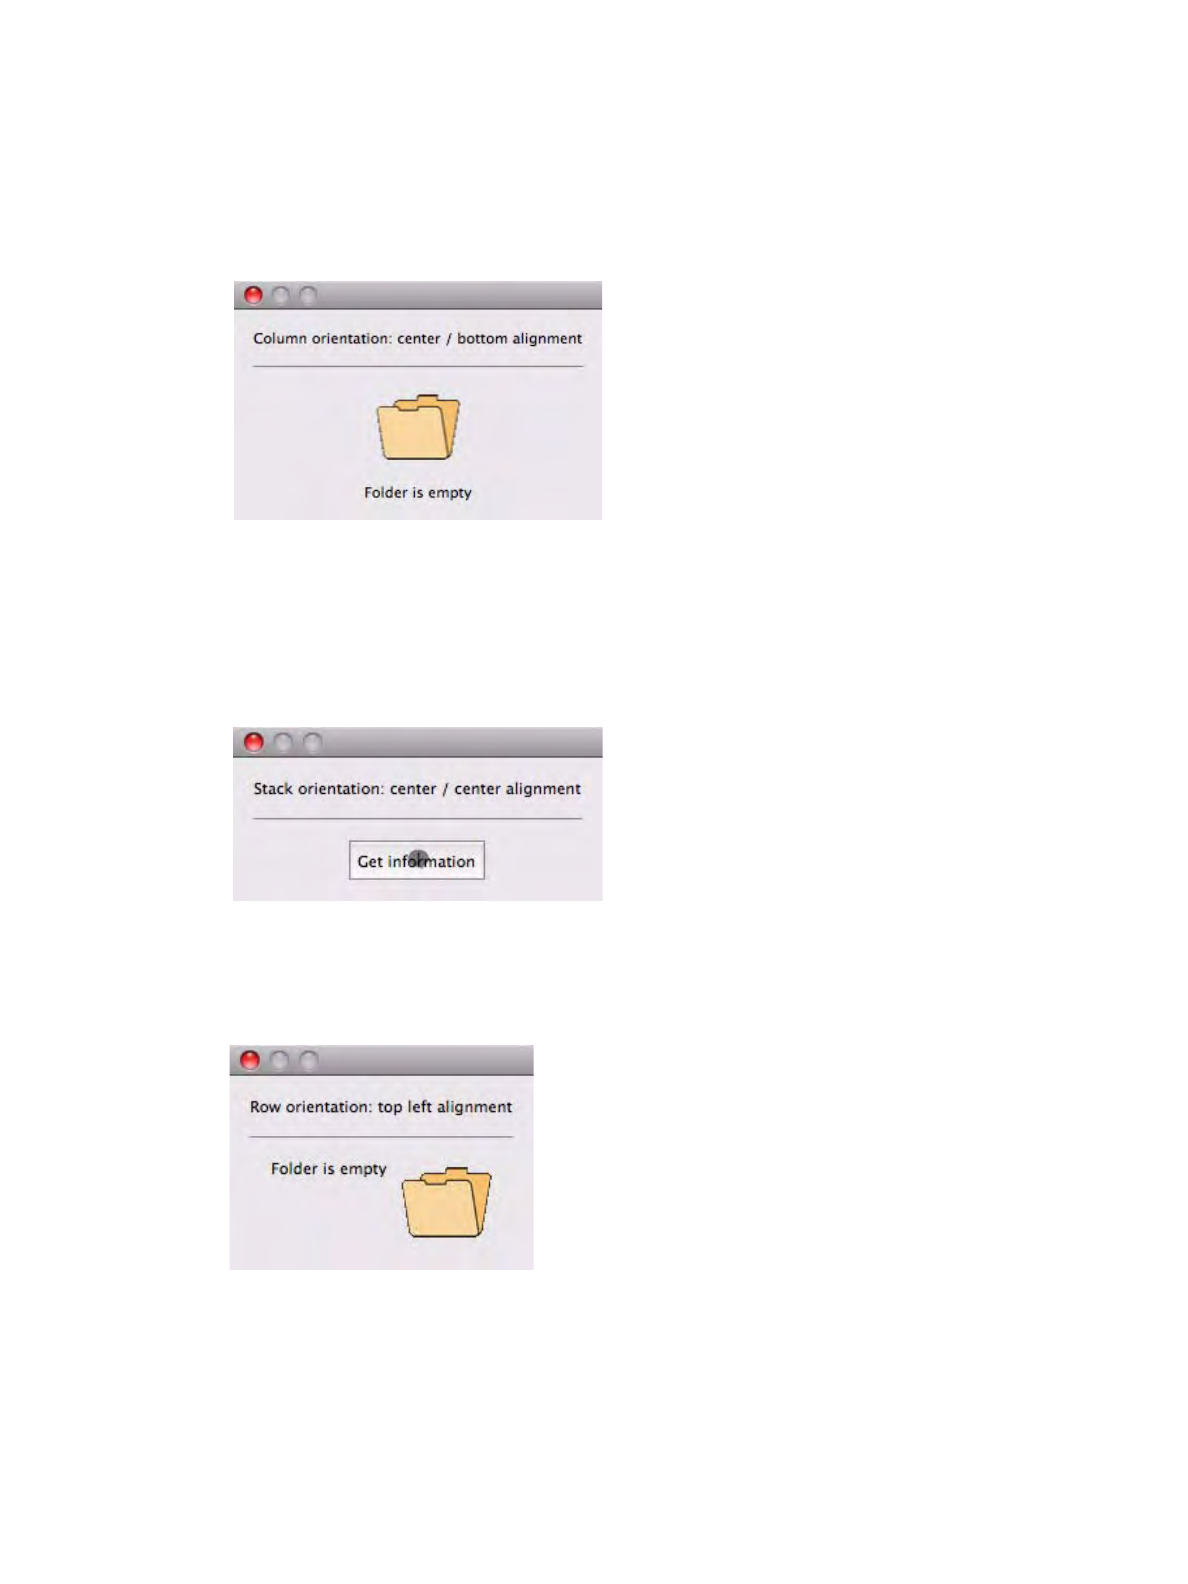 Column orientation: center / bottom alignment
Folder is empty
Stack orientation: center / center alignment
Get information
Row orientation: top left alignment
Folder is empty